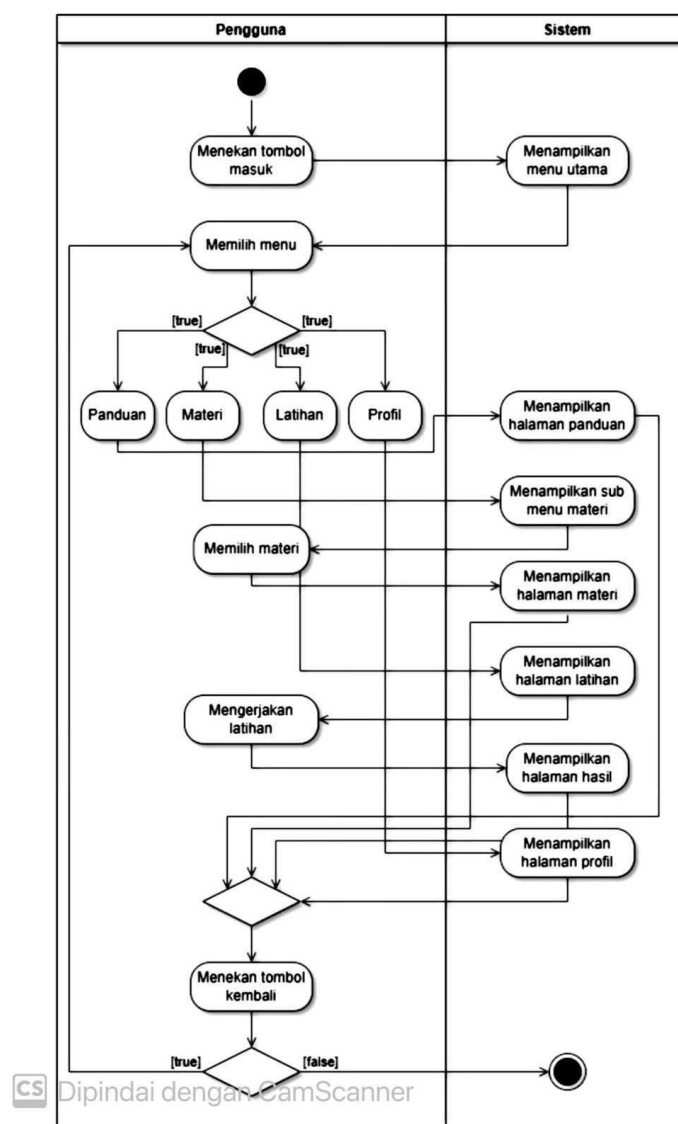 Pengguna
Sistem
Menekan tombol
masuk
Menampilkan
menu utama
Memilih menu
[true]
[true]
[true]
[true]
Panduan
Materi
Latihan
Profil
Menampilkan
halaman panduan
Menampilkan sub
menu materi
Memilih materi
Menampilkan
halaman materi
Menampilkan
halaman latihan
Mengerjakan
latihan
Menampilkan
halaman hasil
Menampilkan
halaman profil
Menekan tombol
kembali
[true]
[false]
CS Dipindai dengan CamScanner